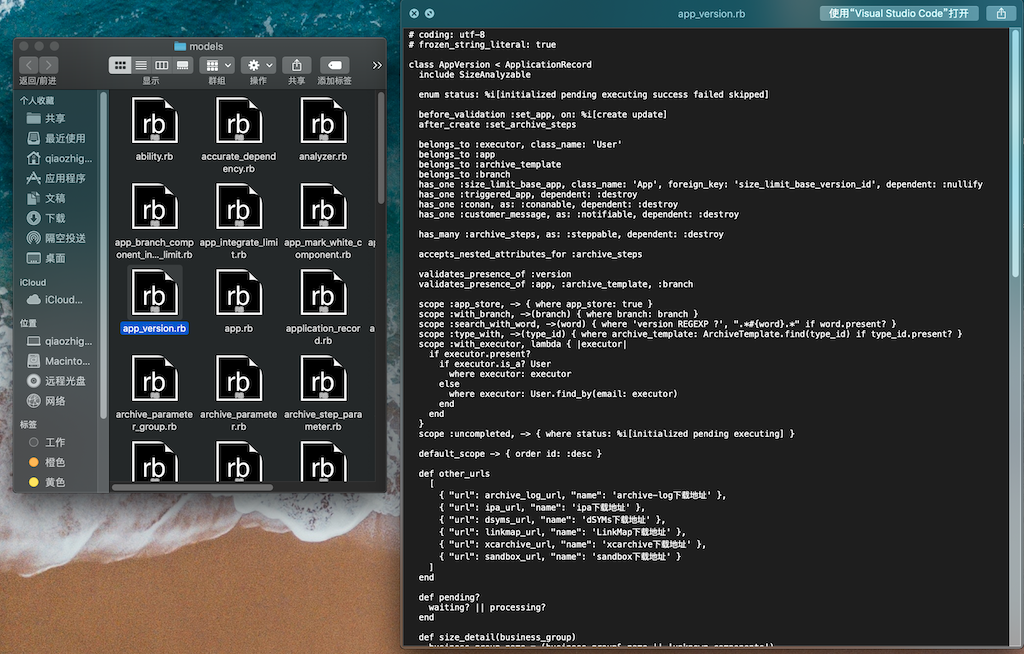 models
返回/前进
显示
群组
操作
共享
添加标签
个人收藏
共享
最近使用
qiaozhig...
应用程序
文稿
下载
隔空投送
桌面
iCloud
iCloud...
位置
qiaozhig...
Macinto...
远程光盘
网络
标签
工作
橙色
黄色
rb
rb
rb
ability.rb
accurate_depend
ency.rb
analyzer.rb
rb
rb
rb
app_branch_comp
onent_in..._limit.rb
app_integrate_limi
t.rb
app_mark_white_c
omponent.rb
rb
rb
rb
app_version.rb
app.rb
application_recor
d.rb
rb
rb
rb
archive_paramete
r_group.rb
archive_paramete
r.rb
archive_step_para
meter.rb
rb
rb
rb
app_version.rb
使用“Visual Studio Code”打开
# coding: utf-8
# frozen_string_literal: true
class AppVersion < ApplicationRecord
include SizeAnalyzable
enum status: %i[initialized pending executing success failed skipped]
before_validation :set_app, on: %i[create update]
after_create :set_archive_steps
belongs_to :executor, class_name: 'User'
belongs_to :app
belongs_to :archive_template
belongs_to :branch
has_one :size_limit_base_app, class_name: 'App', foreign_key: 'size_limit_base_version_id', dependent: :nullify
has_one :triggered_app, dependent: :destroy
has_one :conan, as: :conanable, dependent: :destroy
has_one :customer_message, as: :notifiable, dependent: :destroy
has_many :archive_steps, as: :steppable, dependent: :destroy
accepts_nested_attributes_for :archive_steps
validates_presence_of :version
validates_presence_of :app, :archive_template, :branch
scope :app_store, -> { where app_store: true }
scope :with_branch, ->(branch) { where branch: branch }
scope :search_with_word, ->(word) { where 'version REGEXP ?', ".*#{word}.*" if word.present? }
scope :type_with, ->(type_id) { where archive_template: ArchiveTemplate.find(type_id) if type_id.present? }
scope :with_executor, lambda { |executor|
if executor.present?
if executor.is_a? User
where executor: executor
else
where executor: User.find_by(email: executor)
end
end
}
scope :uncompleted, -> { where status: %i[initialized pending executing] }
default_scope -> { order id: :desc }
def other_urls
[
{ "url": archive_log_url, "name": 'archive-log下载地址' },
{ "url": ipa_url, "name": 'ipa下载地址' },
{ "url": dsyms_url, "name": 'dSYMs下载地址' },
{ "url": linkmap_url, "name": 'LinkMap下载地址' },
{ "url": xcarchive_url, "name": 'xcarchive下载地址' },
{ "url": sandbox_url, "name": 'sandbox下载地址' }
]
end
def pending?
waiting? || processing?
end
def size_detail(business_group)